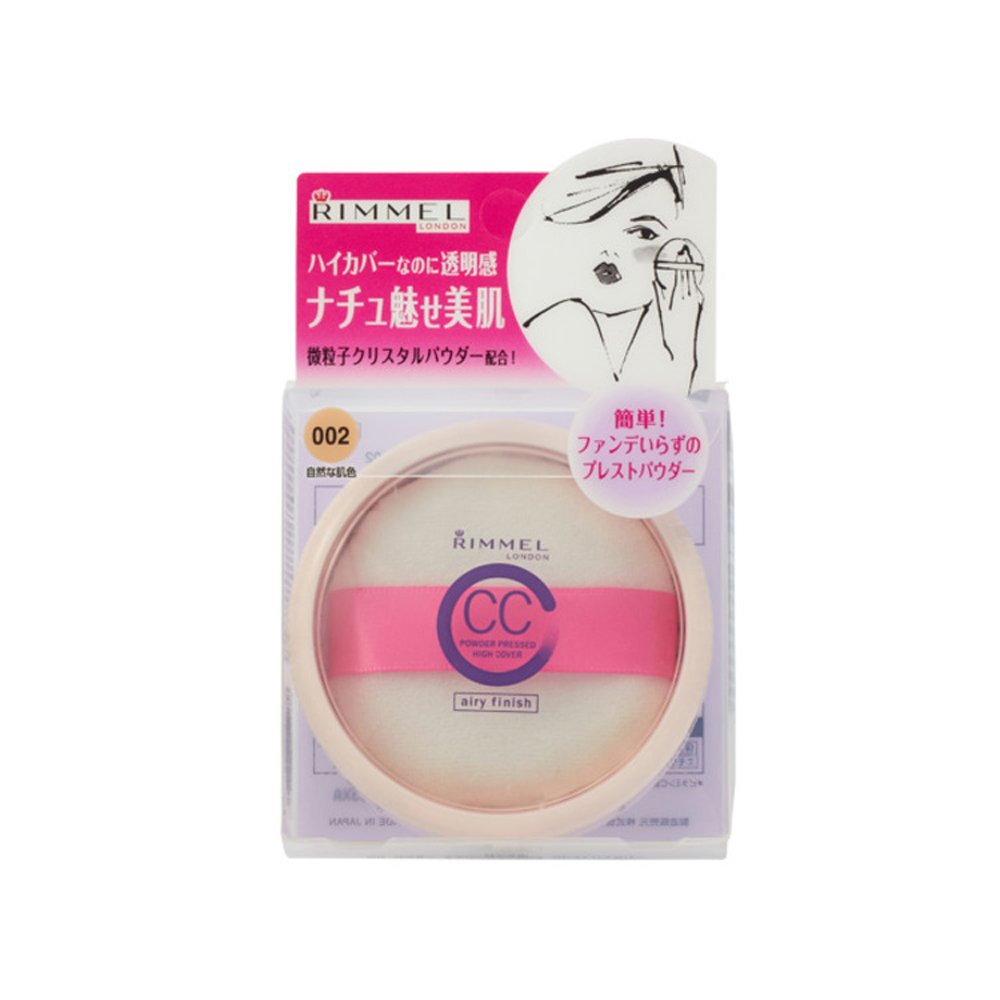 RIMMEL
LONDON
ハイカバーなのに透明感
ナチュ魅せ美肌
微粒子クリスタルパウダー配合!
簡単!
ファンデいらずの
プレストパウダー
002
自然な肌色
RIMMEL
LONDON
CC
POWDER PRESSED
HIGH COVER
airy finish
MADE IN JAPAN